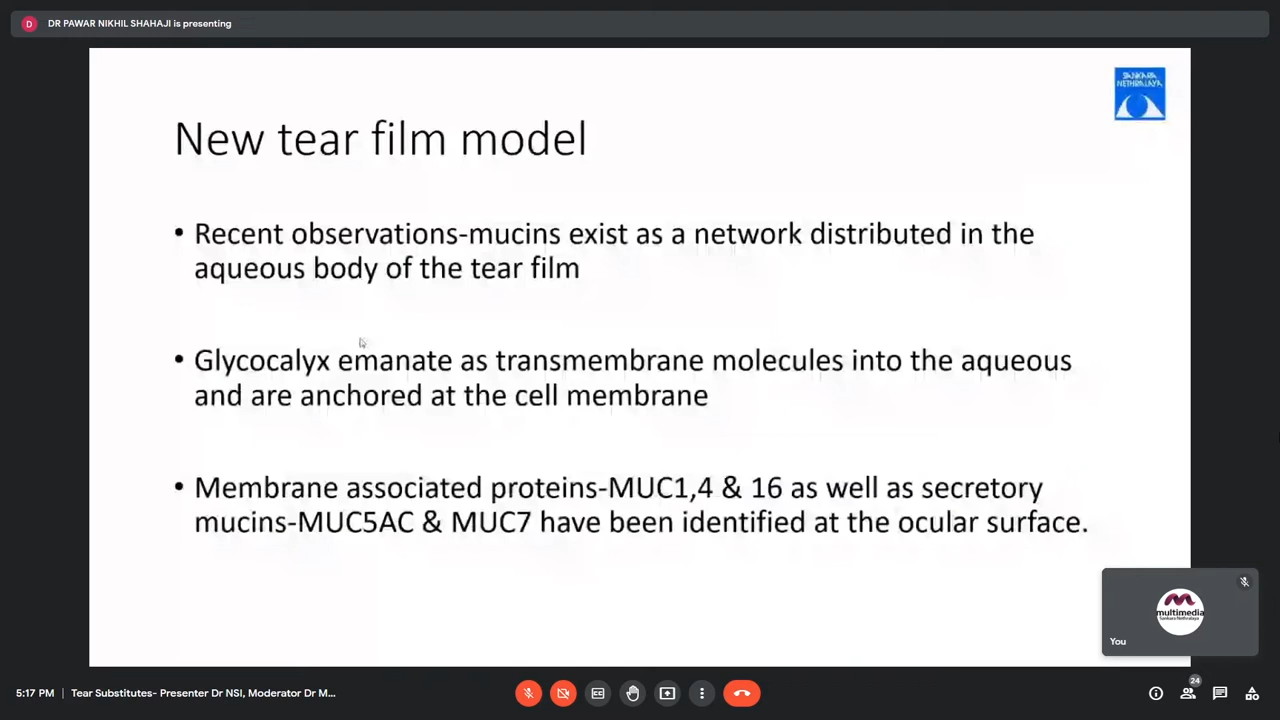 D DR PAWAR NIKHIL SHAHAJI is presenting
SANKARA
NETHRALAYA
New tear film model
• Recent observations-mucins exist as a network distributed in the
aqueous body of the tear film
• Glycocalyx emanate as transmembrane molecules into the aqueous
and are anchored at the cell membrane
• Membrane associated proteins-MUC1,4 & 16 as well as secretory
mucins-MUC5AC & MUC7 have been identified at the ocular surface.
multimedia
Sankara Nethralaya
You
5:17 PM | Tear Substitutes- Presenter Dr NSI, Moderator Dr M...
CC
24